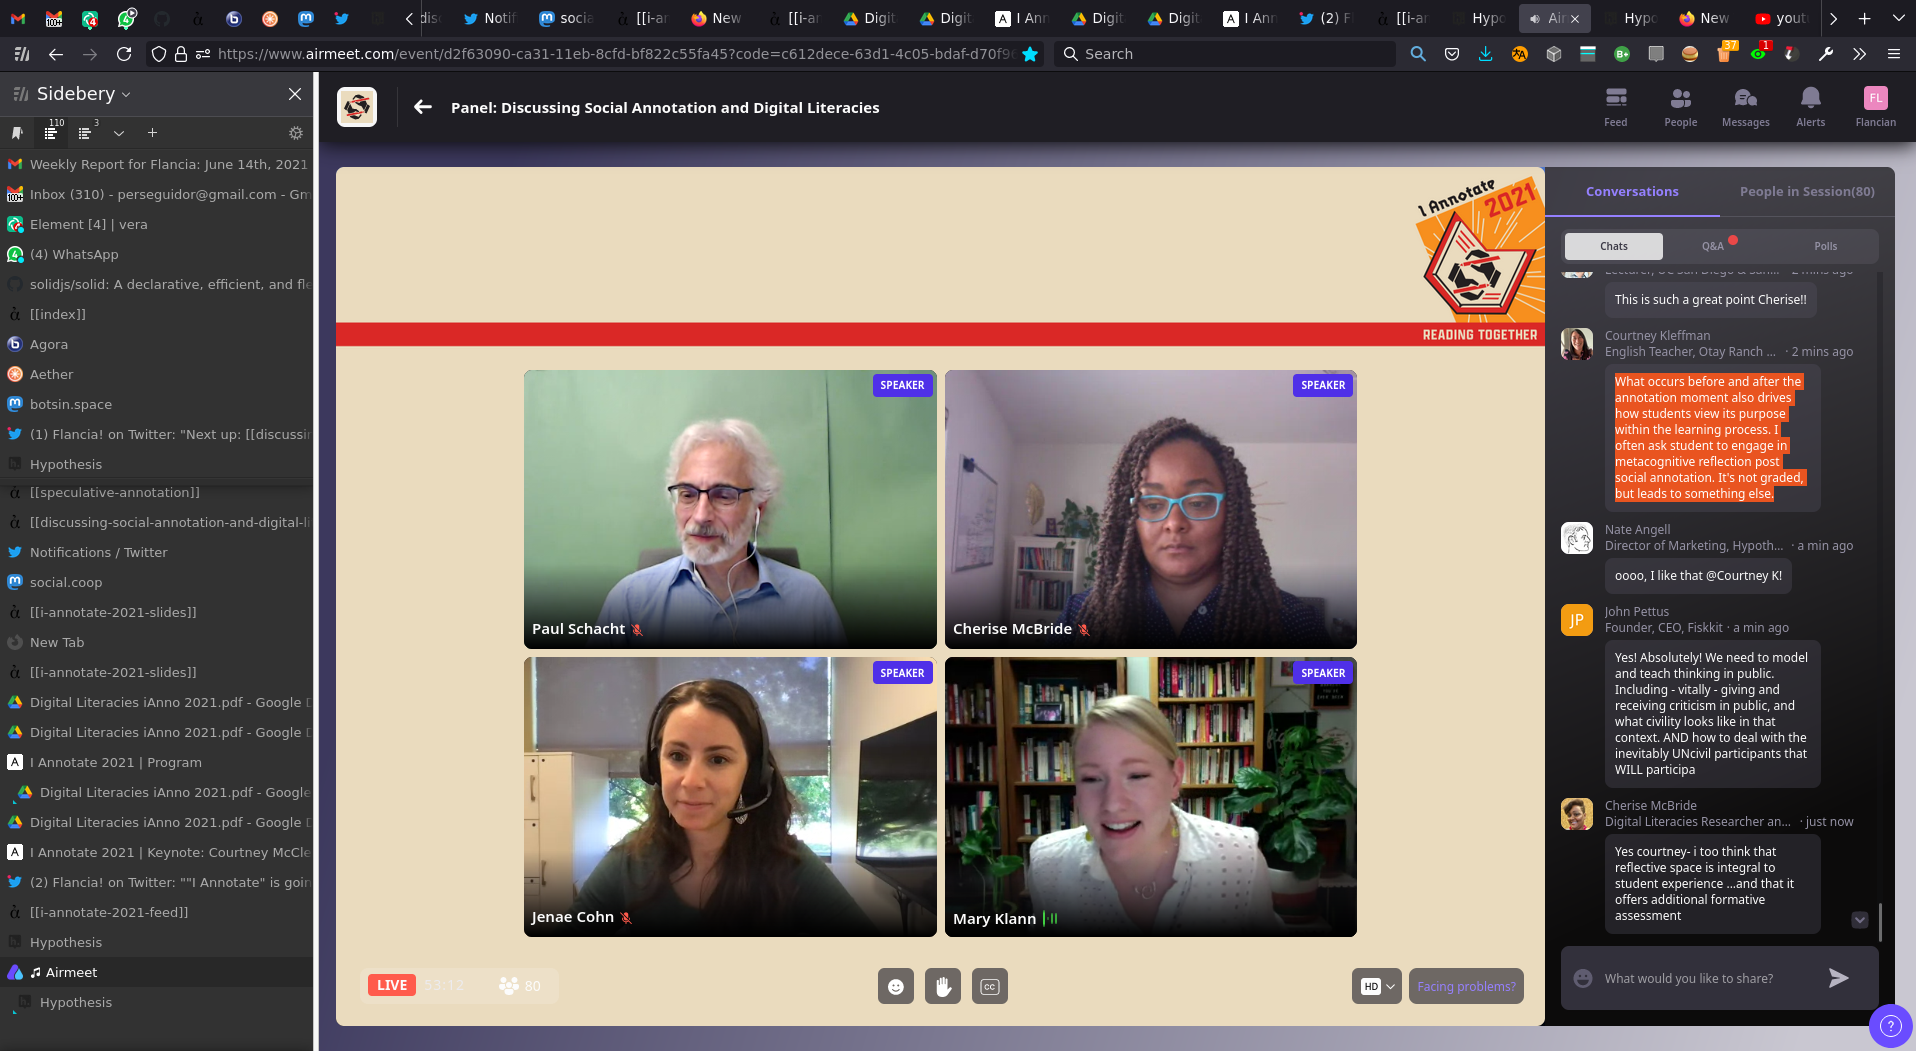 disc
Notif
socia
[[i-ar
New
[[i-ar
Digit
Digit
I Ann
Digit
Digit
I Ann
(2) F
[[i-ar
Hypo
Air
Hypo
New
yout
https://www.airmeet.com/event/d2f63090-ca31-11eb-8cfd-bf822c55fa45?code=c612dece-63d1-4c05-bdaf-d70f96
Search
37
1
Sidebery
110
3
Weekly Report for Flancia: June 14th, 2021
Inbox (310) - perseguidor@gmail.com - Gm
Element [4] | vera
(4) WhatsApp
solidjs/solid: A declarative, efficient, and fle
[[index]]
Agora
Aether
botsin.space
(1) Flancia! on Twitter: "Next up: [[discussin
Hypothesis
[[speculative-annotation]]
[[discussing-social-annotation-and-digital-li
Notifications / Twitter
social.coop
[[i-annotate-2021-slides]]
New Tab
[[i-annotate-2021-slides]]
Digital Literacies iAnno 2021.pdf - Google D
Digital Literacies iAnno 2021.pdf - Google D
I Annotate 2021 | Program
Digital Literacies iAnno 2021.pdf - Google
Digital Literacies iAnno 2021.pdf - Google D
I Annotate 2021 | Keynote: Courtney McCle
(2) Flancia! on Twitter: ""I Annotate" is goin
[[i-annotate-2021-feed]]
Hypothesis
Airmeet
Hypothesis
Panel: Discussing Social Annotation and Digital Literacies
Feed
People
Messages
Alerts
FL
Flancian
I Annotate
2021
READING TOGETHER
SPEAKER
Paul Schacht
SPEAKER
Cherise McBride
SPEAKER
Jenae Cohn
SPEAKER
Mary Klann
LIVE
53:12
80
CC
HD
Facing problems?
Conversations
People in Session(80)
Chats
Q&A
Polls
Lecturer, UC San Diego & San... · 2 mins ago
This is such a great point Cherise!!
Courtney Kleffman
English Teacher, Otay Ranch ... · 2 mins ago
What occurs before and after the
annotation moment also drives
how students view its purpose
within the learning process. I
often ask student to engage in
metacognitive reflection post
social annotation. It's not graded,
but leads to something else.
Nate Angell
Director of Marketing, Hypoth... · a min ago
oooo, I like that @Courtney K!
JP
John Pettus
Founder, CEO, Fiskkit · a min ago
Yes! Absolutely! We need to model
and teach thinking in public.
Including - vitally - giving and
receiving criticism in public, and
what civility looks like in that
context. AND how to deal with the
inevitably UNcivil participants that
WILL participa
Cherise McBride
Digital Literacies Researcher an... · just now
Yes courtney- i too think that
reflective space is integral to
student experience ...and that it
offers additional formative
assessment
What would you like to share?